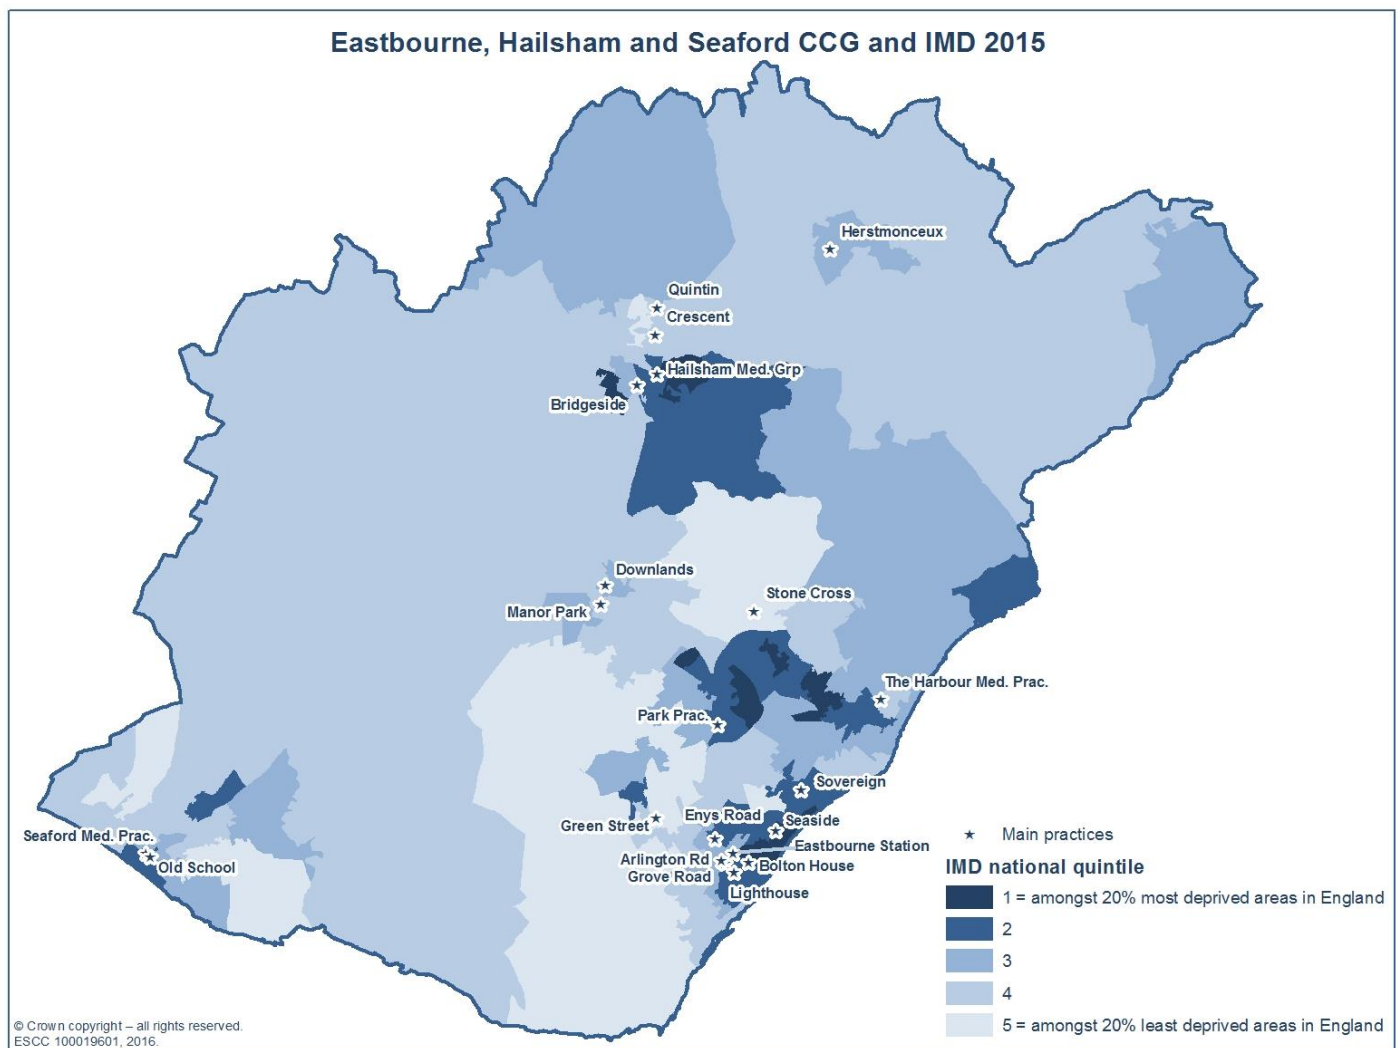 Eastbourne, Hailsham and Seaford CCG and IMD 2015
Herstmonceux
Quintin
Crescent
Hailsham Med. Grp
Bridgeside
Downlands
Stone Cross
Manor Park
The Harbour Med. Prac.
Park Prac.
Sovereign
Enys Road
Seaside
Green Street
Seaford Med. Prac.
Eastbourne Station
Arlington Rd
Bolton House
Old School
Grove Road
Lighthouse
Main practices
IMD national quintile
1 = amongst 20% most deprived areas in England
2
3
4
5 = amongst 20% least deprived areas in England
© Crown copyright – all rights reserved.
ESCC 100019601, 2016.